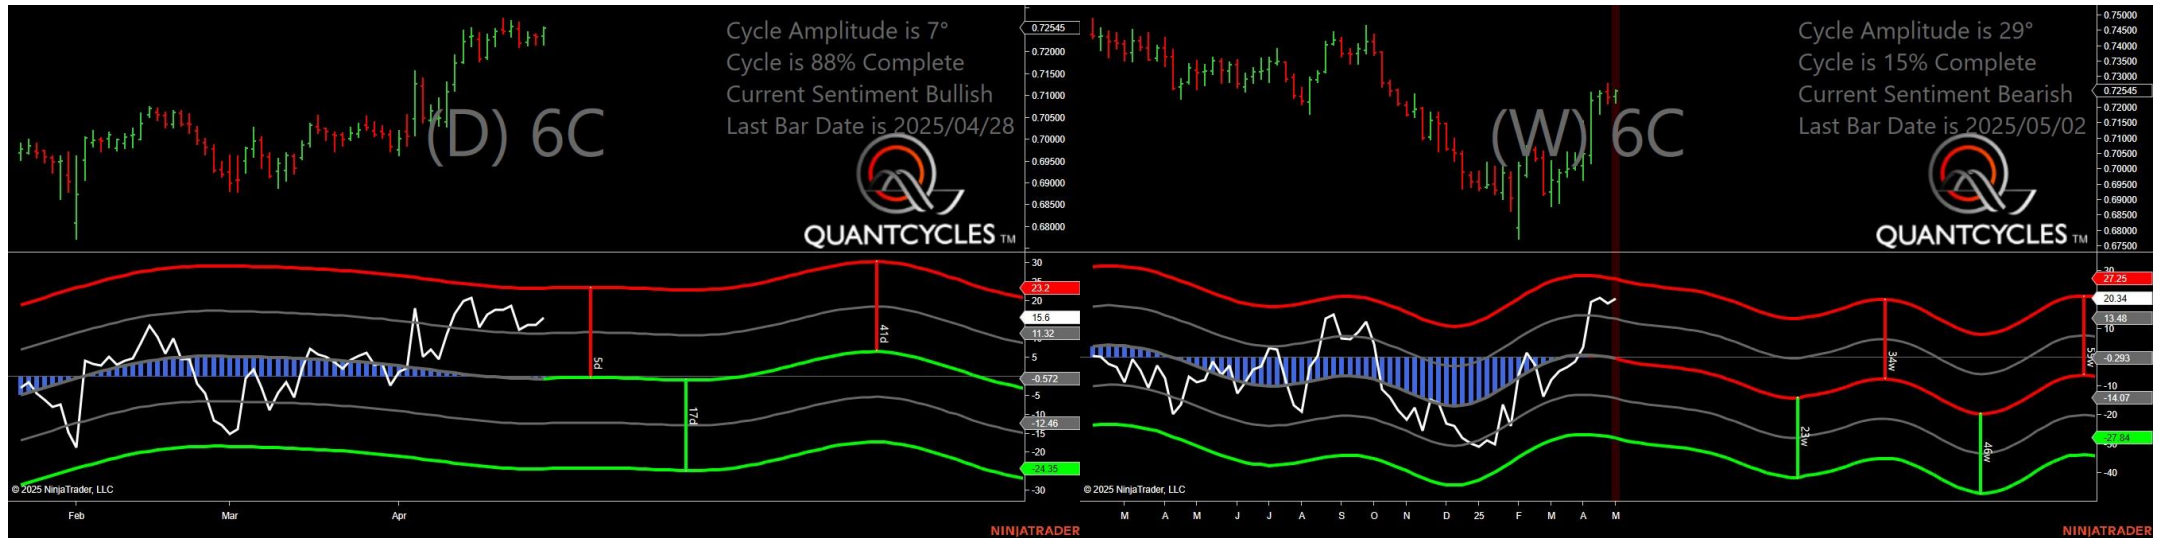 Cycle Amplitude is 7°
Cycle is 88% Complete
Current Sentiment Bullish
Last Bar Date is 2025/04/28
(D) 6C
QUANTCYCLES TM
0.72545
0.72000
0.71500
0.71000
0.70500
0.70000
0.69500
0.69000
0.68500
0.68000
30
23.2
20
15.6
11.32
5
-0.572
-5
-12.46
-15
-20
-24.35
-30
5d
17d
41d
© 2025 NinjaTrader, LLC
Feb Mar Apr
NINJATRADER
Cycle Amplitude is 29°
Cycle is 15% Complete
Current Sentiment Bearish
Last Bar Date is 2025/05/02
(W) 6C
QUANTCYCLES TM
0.75000
0.74500
0.74000
0.73500
0.73000
0.72545
0.72000
0.71500
0.71000
0.70500
0.70000
0.69500
0.69000
0.68500
0.68000
0.67500
27.25
20.34
13.48
10
-0.293
-10
-14.07
-20
-27.84
-40
23w
34w
46w
© 2025 NinjaTrader, LLC
M A M J J A S O N D 25 F M A M
NINJATRADER